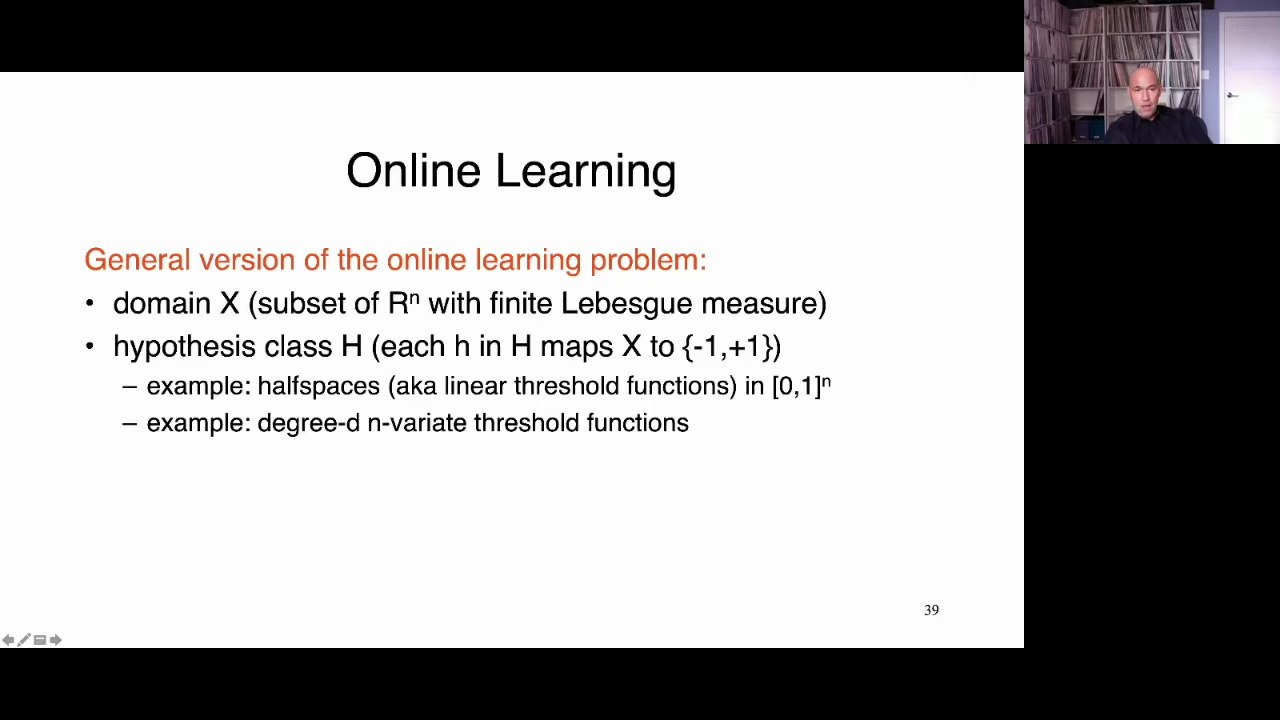 Online Learning
General version of the online learning problem:
• domain X (subset of Rⁿ with finite Lebesgue measure)
• hypothesis class H (each h in H maps X to {-1,+1})
– example: halfspaces (aka linear threshold functions) in [0,1]ⁿ
– example: degree-d n-variate threshold functions
39